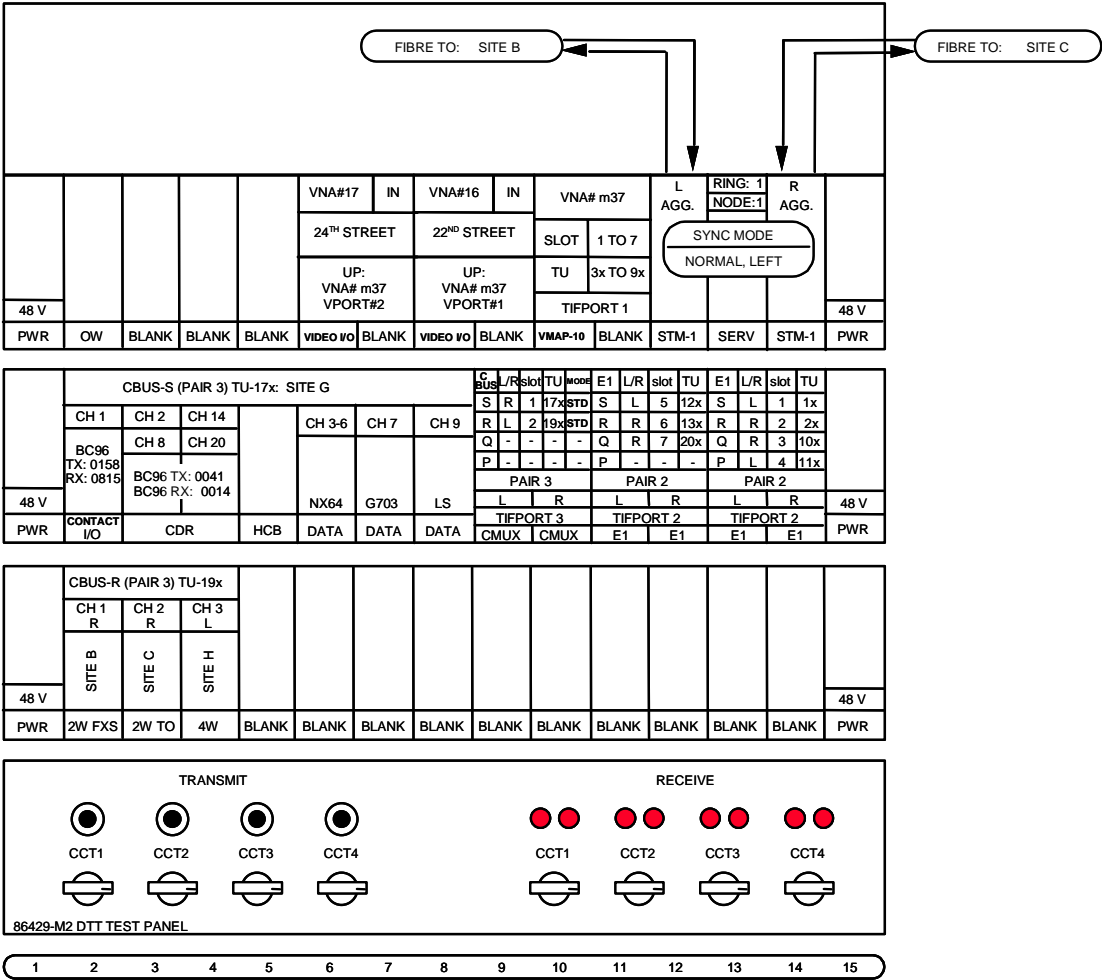 FIBRE TO: SITE B
FIBRE TO: SITE C
VNA#17 IN VNA#16 IN VNA# m37 L AGG. RING: 1 R AGG.
NODE:1
24TH STREET 22ND STREET SLOT 1 TO 7 SYNC MODE
NORMAL, LEFT
UP: VNA# m37 VPORT#2 UP: VNA# m37 VPORT#1 TU 3x TO 9x
48 V TIFPORT 1 48 V
PWR OW BLANK BLANK BLANK VIDEO I/O BLANK VIDEO I/O BLANK VMAP-10 BLANK STM-1 SERV STM-1 PWR
CBUS-S (PAIR 3) TU-17x: SITE G
C BUS L/R slot TU MODE E1 L/R slot TU E1 L/R slot TU
S R 1 17x STD S L 5 12x S L 1 1x
R L 2 19x STD R R 6 13x R R 2 2x
Q - - - - Q R 7 20x Q R 3 10x
P - - - - P - - - P L 4 11x
PAIR 3 PAIR 2 PAIR 2
L R L R L R
TIFPORT 3 TIFPORT 2 TIFPORT 2
CMUX CMUX E1 E1 E1 E1
CH 1 CH 2 CH 14 CH 3-6 CH 7 CH 9
CH 8 CH 20
BC96
TX: 0158
RX: 0815
BC96 TX: 0041
BC96 RX: 0014
48 V NX64 G703 LS 48 V
PWR CONTACT I/O CDR HCB DATA DATA DATA PWR
CBUS-R (PAIR 3) TU-19x
CH 1 CH 2 CH 3
R R L
SITE B SITE C SITE H
48 V 48 V
PWR 2W FXS 2W TO 4W BLANK BLANK BLANK BLANK BLANK BLANK BLANK BLANK BLANK BLANK PWR
TRANSMIT RECEIVE
CCT1 CCT2 CCT3 CCT4 CCT1 CCT2 CCT3 CCT4
86429-M2 DTT TEST PANEL
1 2 3 4 5 6 7 8 9 10 11 12 13 14 15